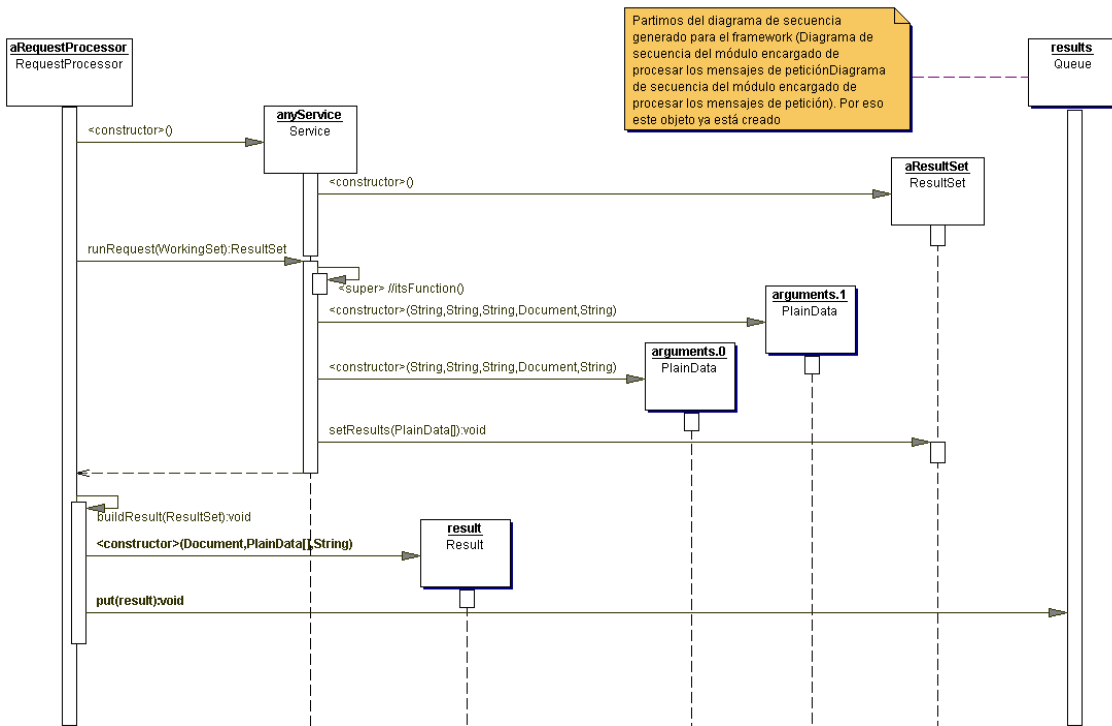 Partimos del diagrama de secuencia
generado para el framework (Diagrama de
secuencia del módulo encargado de
procesar los mensajes de peticiónDiagrama
de secuencia del módulo encargado de
procesar los mensajes de petición). Por eso
este objeto ya está creado
aRequestProcessor
RequestProcessor
results
Queue
anyService
Service
<constructor>()
aResultSet
ResultSet
<constructor>()
runRequest(WorkingSet):ResultSet
<super> //itsFunction()
arguments.1
PlainData
<constructor>(String,String,String,Document,String)
arguments.0
PlainData
<constructor>(String,String,String,Document,String)
setResults(PlainData[]):void
buildResult(ResultSet):void
result
Result
<constructor>(Document,PlainData[],String)
put(result):void